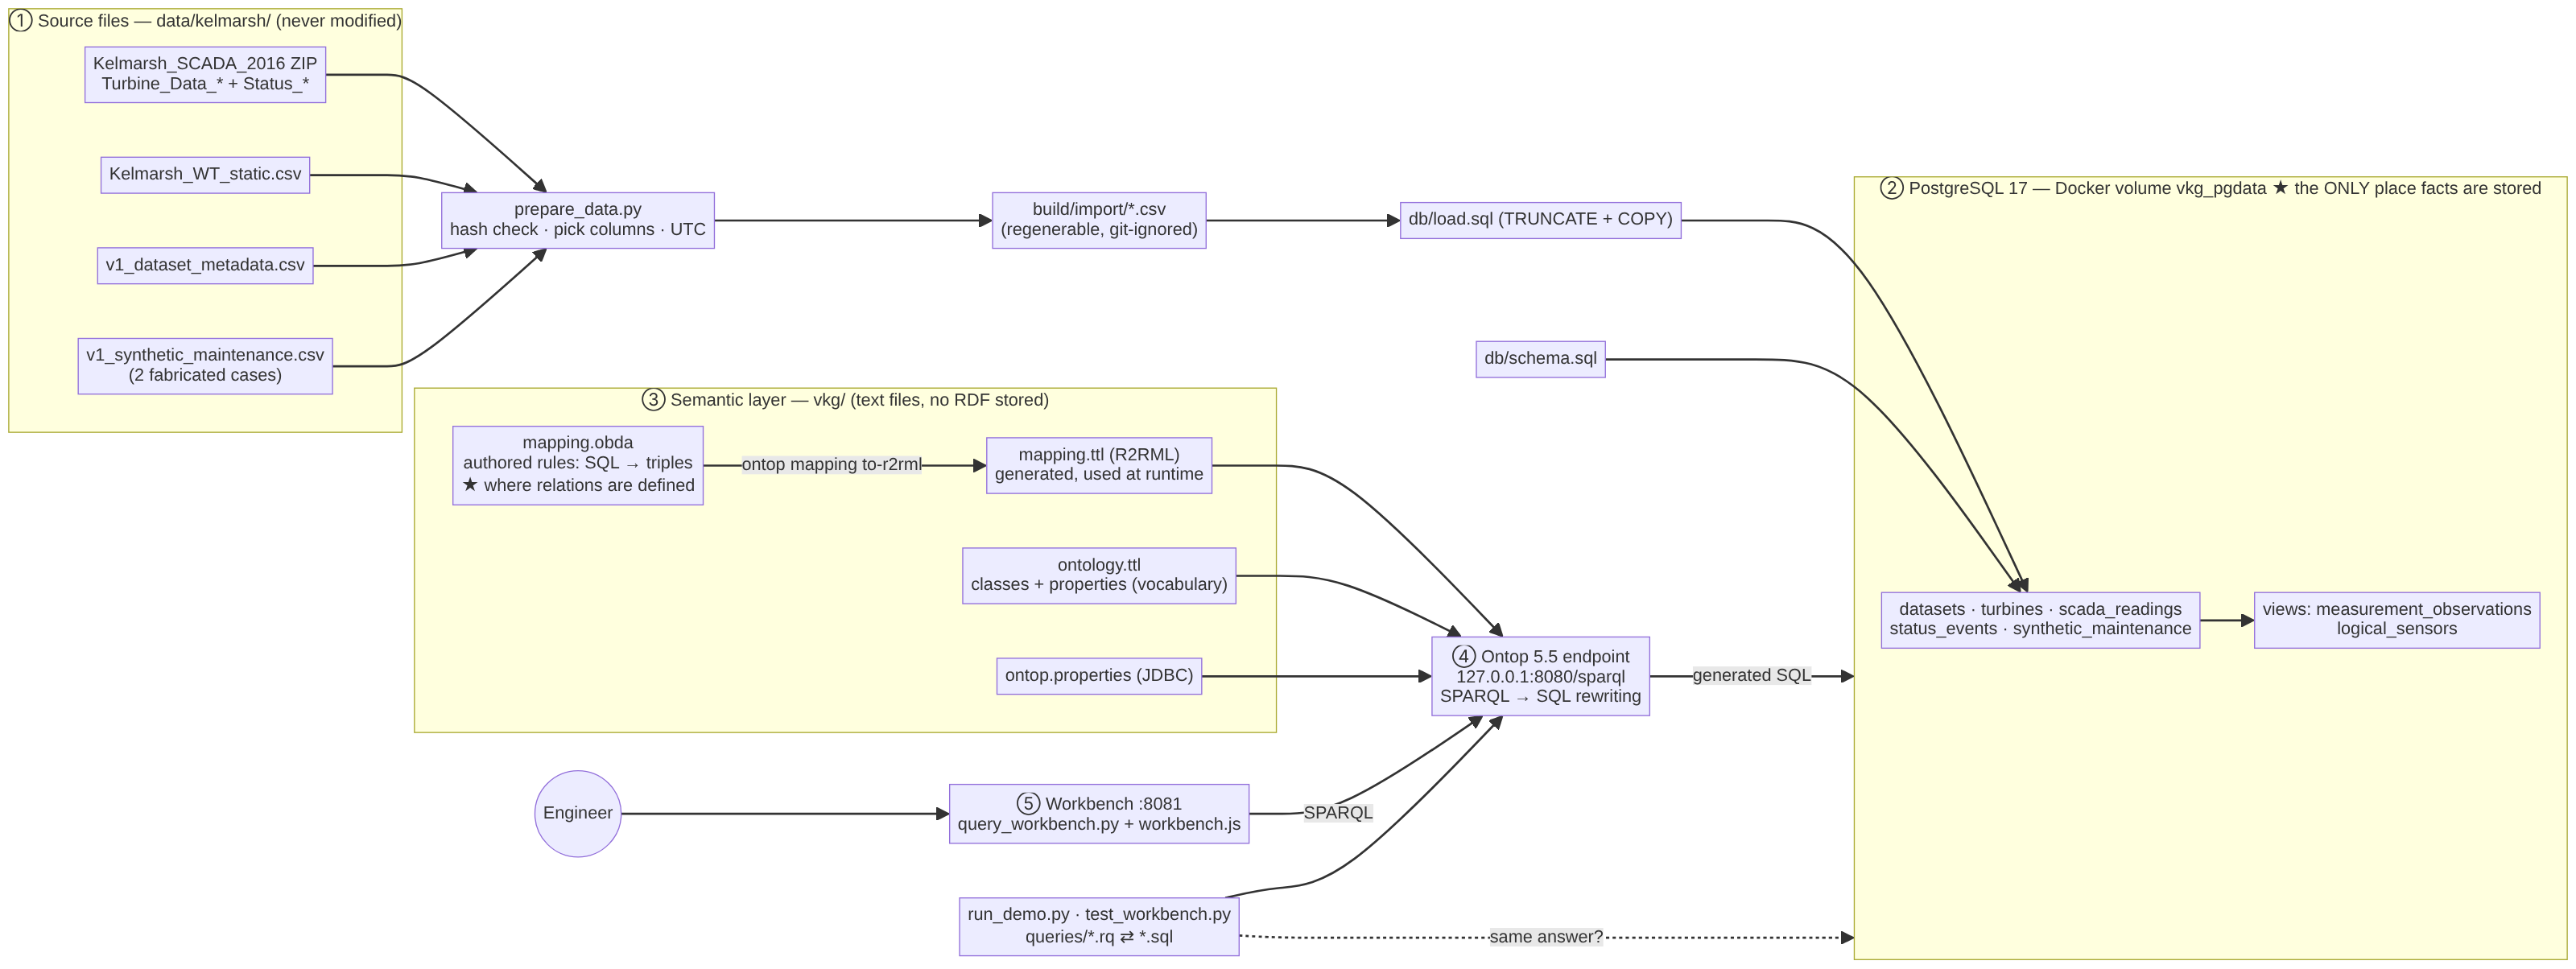 ① Source files — data/kelmarsh/ (never modified)
Kelmarsh_SCADA_2016 ZIP
Turbine_Data_* + Status_*
Kelmarsh_WT_static.csv
v1_dataset_metadata.csv
v1_synthetic_maintenance.csv
(2 fabricated cases)
prepare_data.py
hash check · pick columns · UTC
build/import/*.csv
(regenerable, git-ignored)
db/load.sql (TRUNCATE + COPY)
db/schema.sql
② PostgreSQL 17 — Docker volume vkg_pgdata ★ the ONLY place facts are stored
datasets · turbines · scada_readings
status_events · synthetic_maintenance
views: measurement_observations
logical_sensors
③ Semantic layer — vkg/ (text files, no RDF stored)
mapping.obda
authored rules: SQL → triples
★ where relations are defined
ontop mapping to-r2rml
mapping.ttl (R2RML)
generated, used at runtime
ontology.ttl
classes + properties (vocabulary)
ontop.properties (JDBC)
④ Ontop 5.5 endpoint
127.0.0.1:8080/sparql
SPARQL → SQL rewriting
generated SQL
Engineer
⑤ Workbench :8081
query_workbench.py + workbench.js
SPARQL
run_demo.py · test_workbench.py
queries/*.rq ⇄ *.sql
same answer?